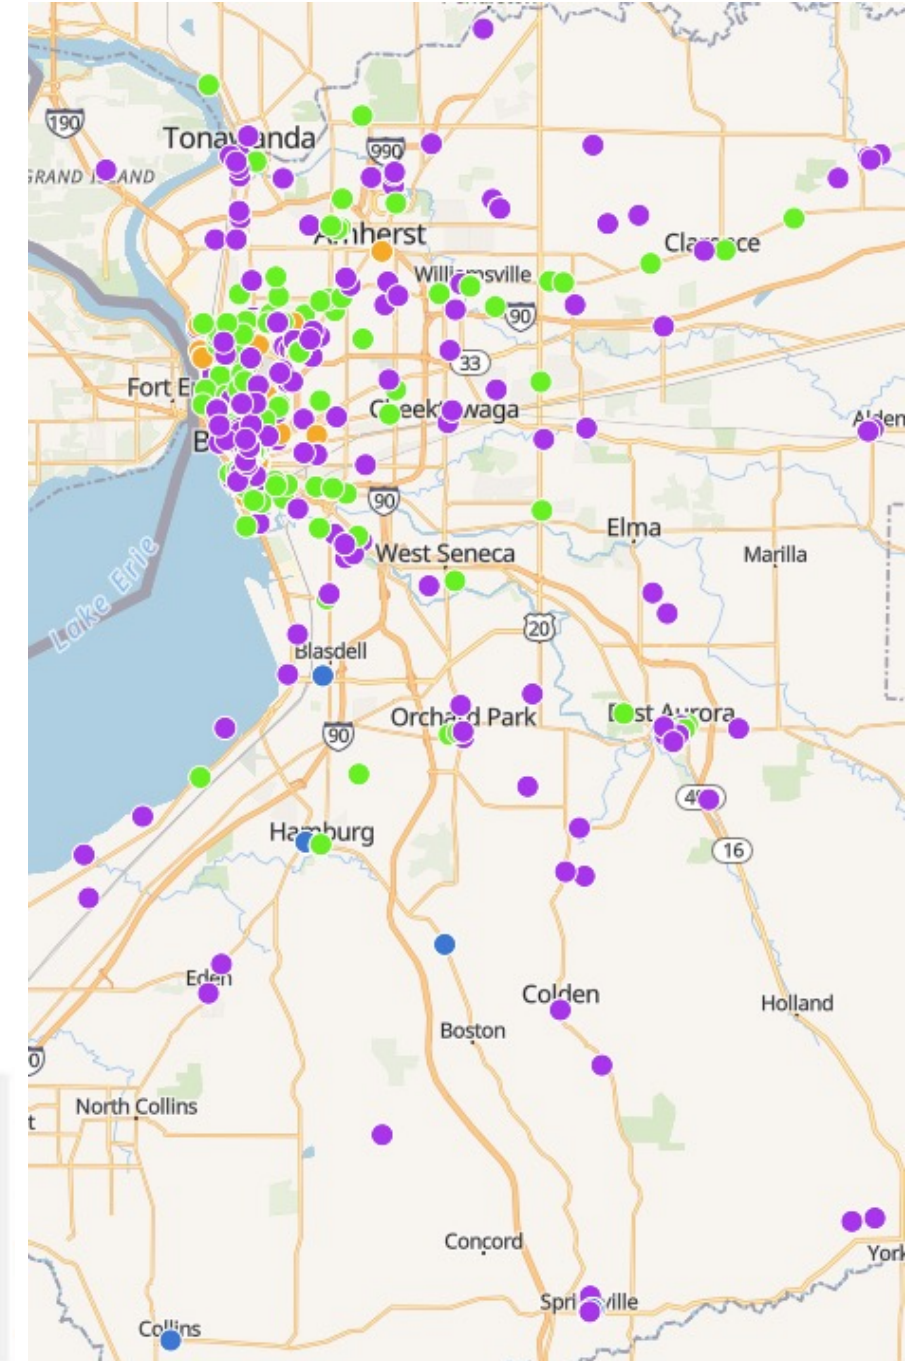 190
Tonawanda
990
GRAND ISLAND
Amherst
Clarence
Williamsville
90
33
Fort E
Cheektowaga
Alden
B
90
Elma
West Seneca
Marilla
Lake Erie
20
Blasdell
Orchard Park
East Aurora
90
Hamburg
16
Eden
Colden
Holland
Boston
North Collins
t
Concord
York
Springville
Collins